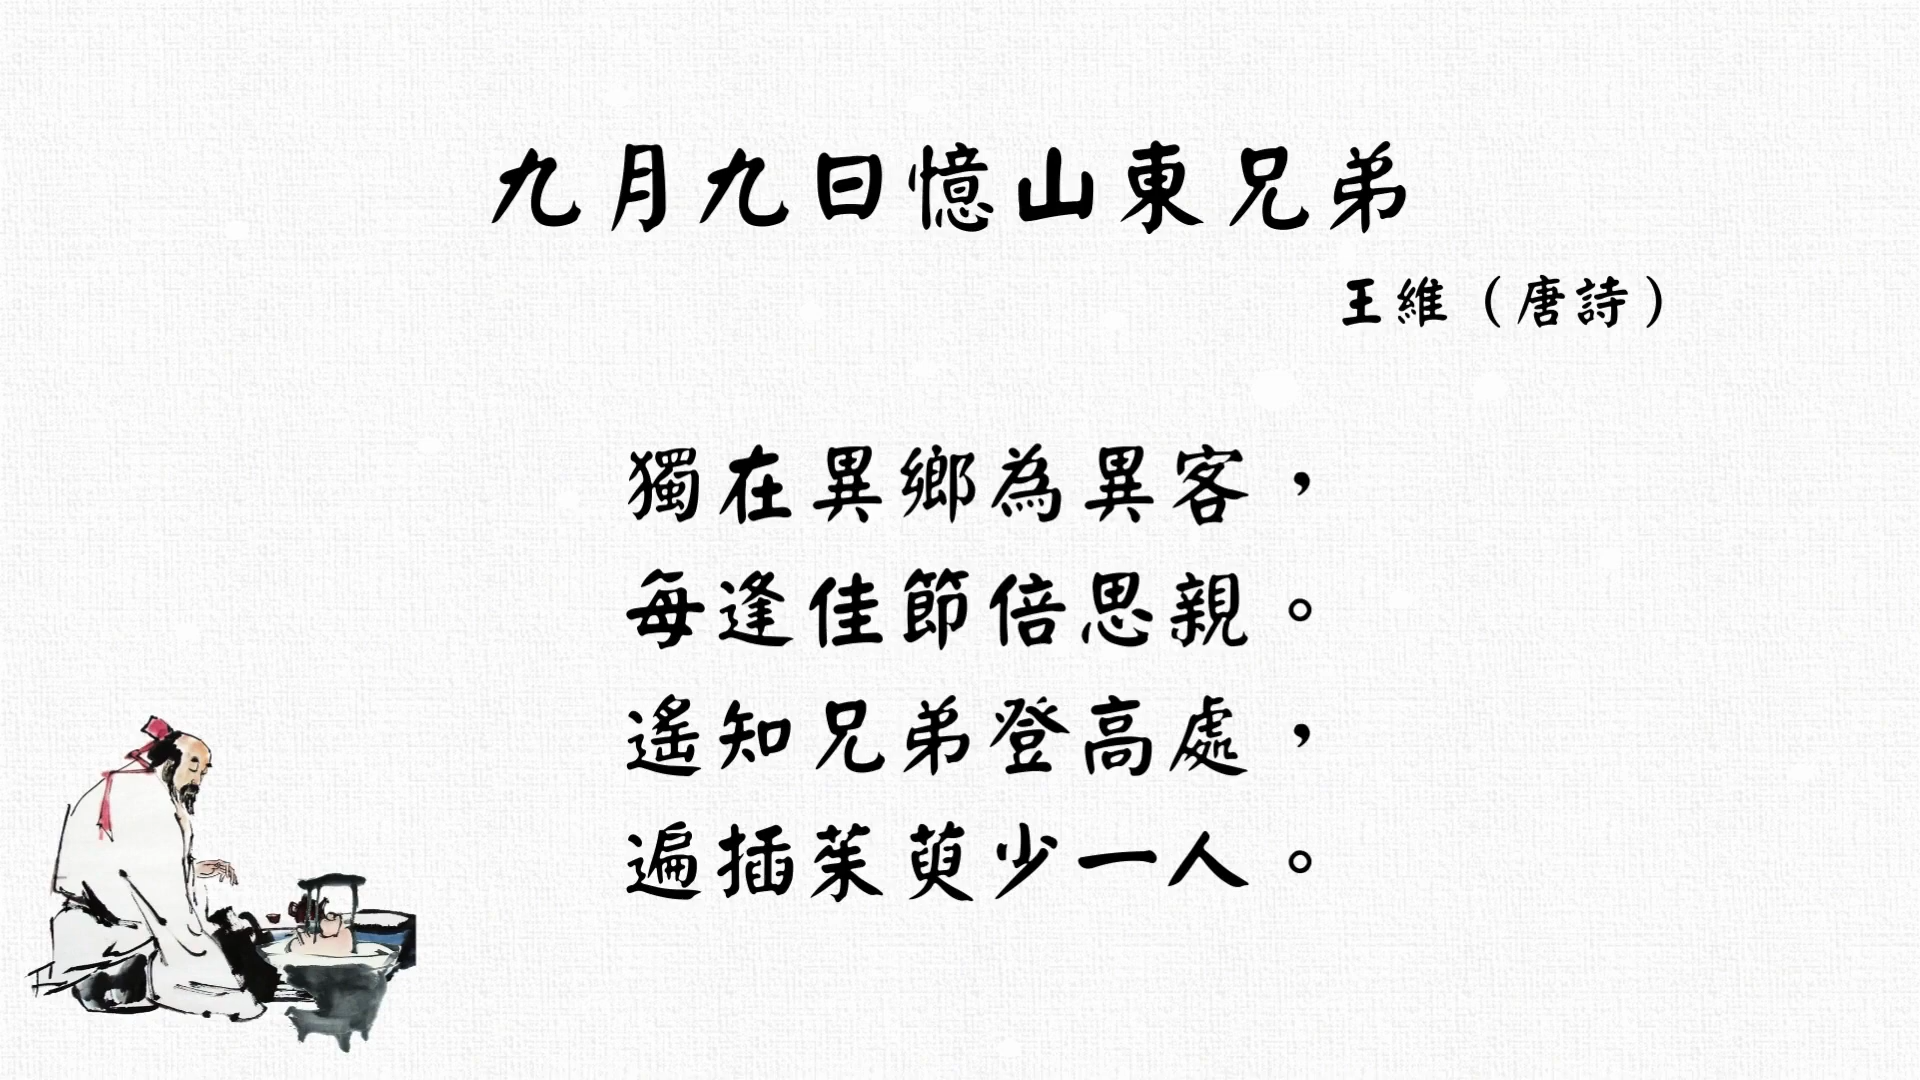 九月九日憶山東兄弟
王維（唐詩）
獨在異鄉為異客，
每逢佳節倍思親。
遙知兄弟登高處，
遍插茱萸少一人。